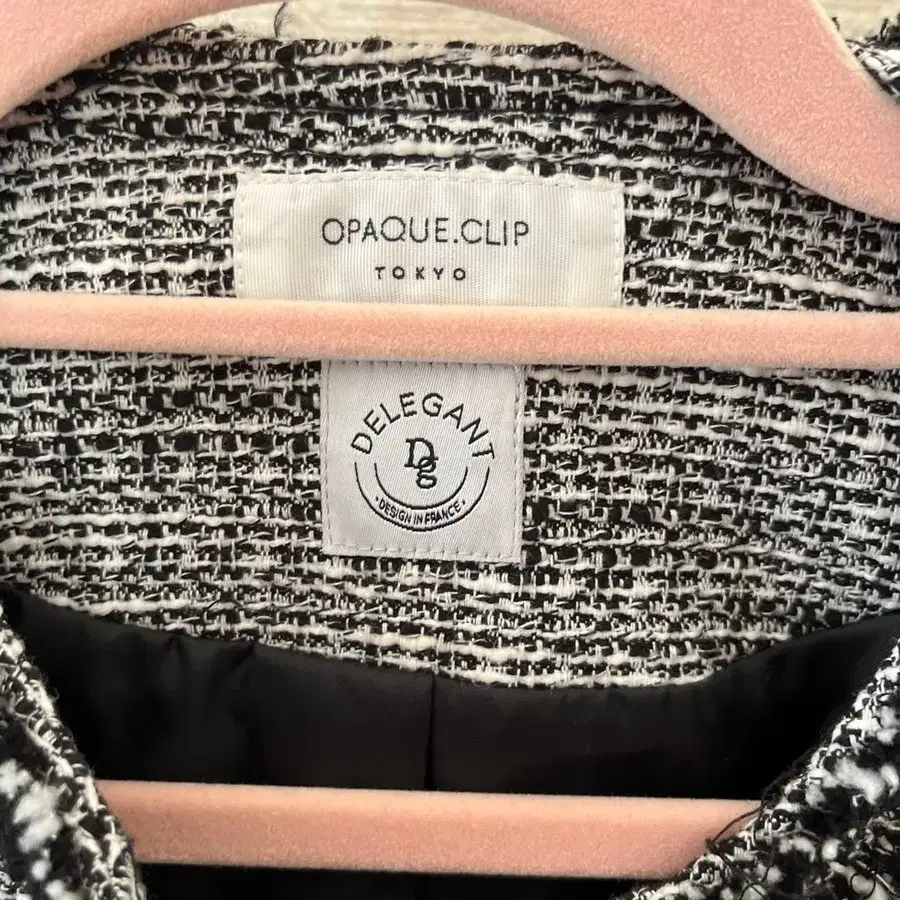 OPAQUE.CLIP
TOKYO
DELEGANT
Dg
·DESIGN IN FRANCE·